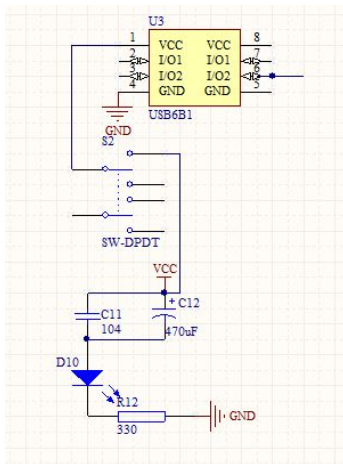 U3
1 VCC VCC 8
2 I/O1 I/O1 7
3 I/O2 I/O2 6
4 GND GND 5
USB6B1
GND
S2
SW-DPDT
VCC
C11
104
+ C12
470uF
D10
R12
330
GND